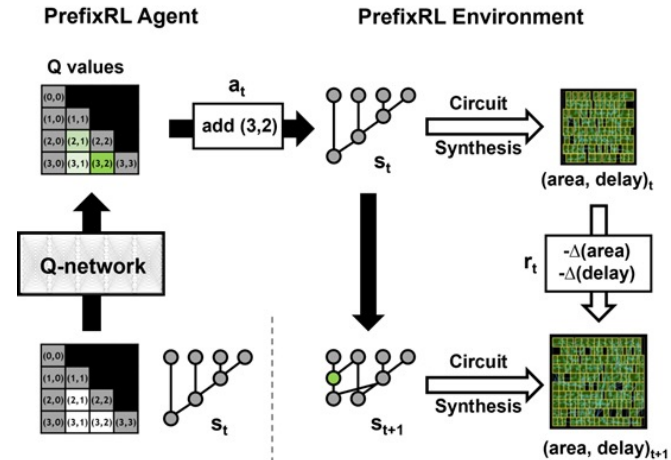 PrefixRL Agent
PrefixRL Environment
Q values
(0,0)
(1,0) (1,1)
(2,0) (2,1) (2,2)
(3,0) (3,1) (3,2) (3,3)
a_t
add (3,2)
s_t
Circuit
Synthesis
(area, delay)_t
Q-network
r_t
-Δ(area)
-Δ(delay)
(0,0)
(1,0) (1,1)
(2,0) (2,1) (2,2)
(3,0) (3,1) (3,2) (3,3)
s_t
s_t+1
Circuit
Synthesis
(area, delay)_t+1